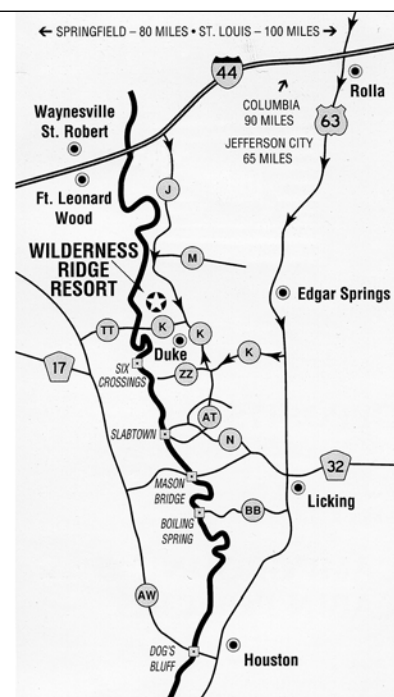 ← SPRINGFIELD – 80 MILES • ST. LOUIS – 100 MILES →
44
Rolla
COLUMBIA
90 MILES
63
JEFFERSON CITY
65 MILES
Waynesville
St. Robert
Ft. Leonard
Wood
J
WILDERNESS
RIDGE
RESORT
M
Edgar Springs
TT
K
K
Duke
K
17
SIX
CROSSINGS
ZZ
AT
SLABTOWN
N
32
MASON
BRIDGE
Licking
BOILING
SPRING
BB
AW
DOG'S
BLUFF
Houston